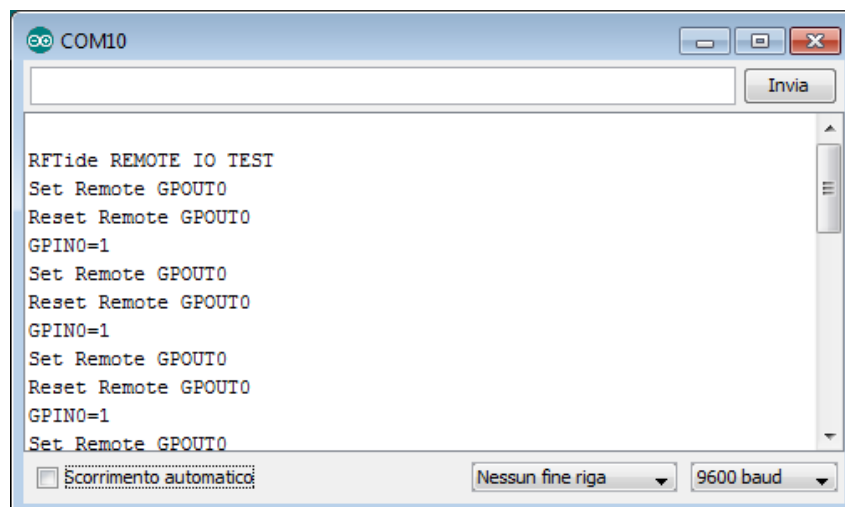 COM10
Invia
RFTide REMOTE IO TEST
Set Remote GPOUT0
Reset Remote GPOUT0
GPIN0=1
Set Remote GPOUT0
Reset Remote GPOUT0
GPIN0=1
Set Remote GPOUT0
Reset Remote GPOUT0
GPIN0=1
Set Remote GPOUT0
Scorrimento automatico
Nessun fine riga
9600 baud